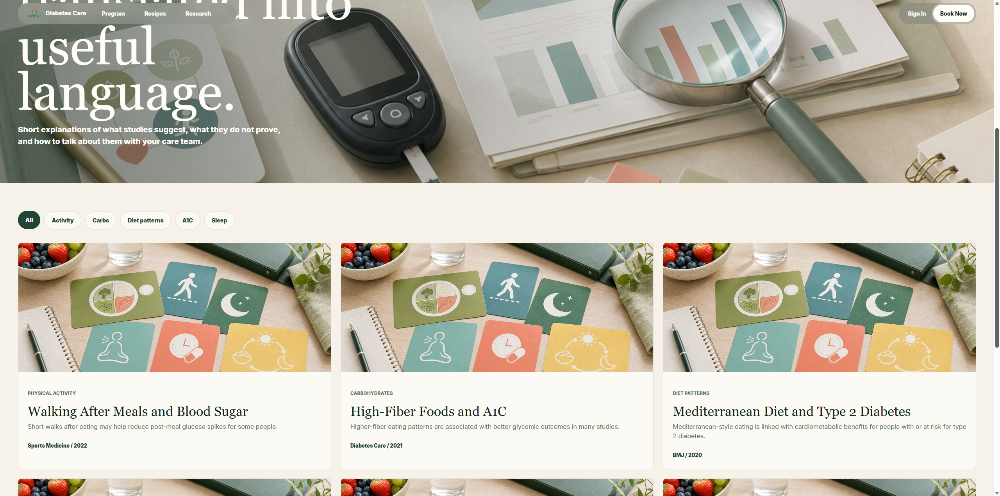 NUTRI ALL
Diabetes Care
Program
Recipes
Research
Sign In
Book Now
into
useful
language.
Short explanations of what studies suggest, what they do not prove,
and how to talk about them with your care team.
All
Activity
Carbs
Diet patterns
A1C
Sleep
PHYSICAL ACTIVITY
Walking After Meals and Blood Sugar
Short walks after eating may help reduce post-meal glucose spikes for some people.
Sports Medicine / 2022
CARBOHYDRATES
High-Fiber Foods and A1C
Higher-fiber eating patterns are associated with better glycemic outcomes in many studies.
Diabetes Care / 2021
DIET PATTERNS
Mediterranean Diet and Type 2 Diabetes
Mediterranean-style eating is linked with cardiometabolic benefits for people with or at risk for type
2 diabetes.
BMJ / 2020